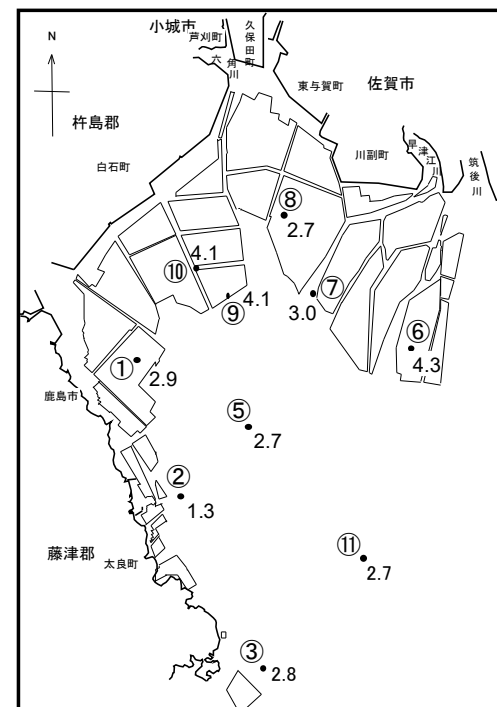 小城市
芦刈町
久保田町
N
六角川
東与賀町
佐賀市
杵島郡
川副町
早津江川
筑後川
白石町
⑧
2.7
4.1
⑩
⑦
⑨
4.1
3.0
⑥
①
4.3
2.9
鹿島市
⑤
2.7
②
1.3
藤津郡
太良町
⑪
2.7
③
2.8